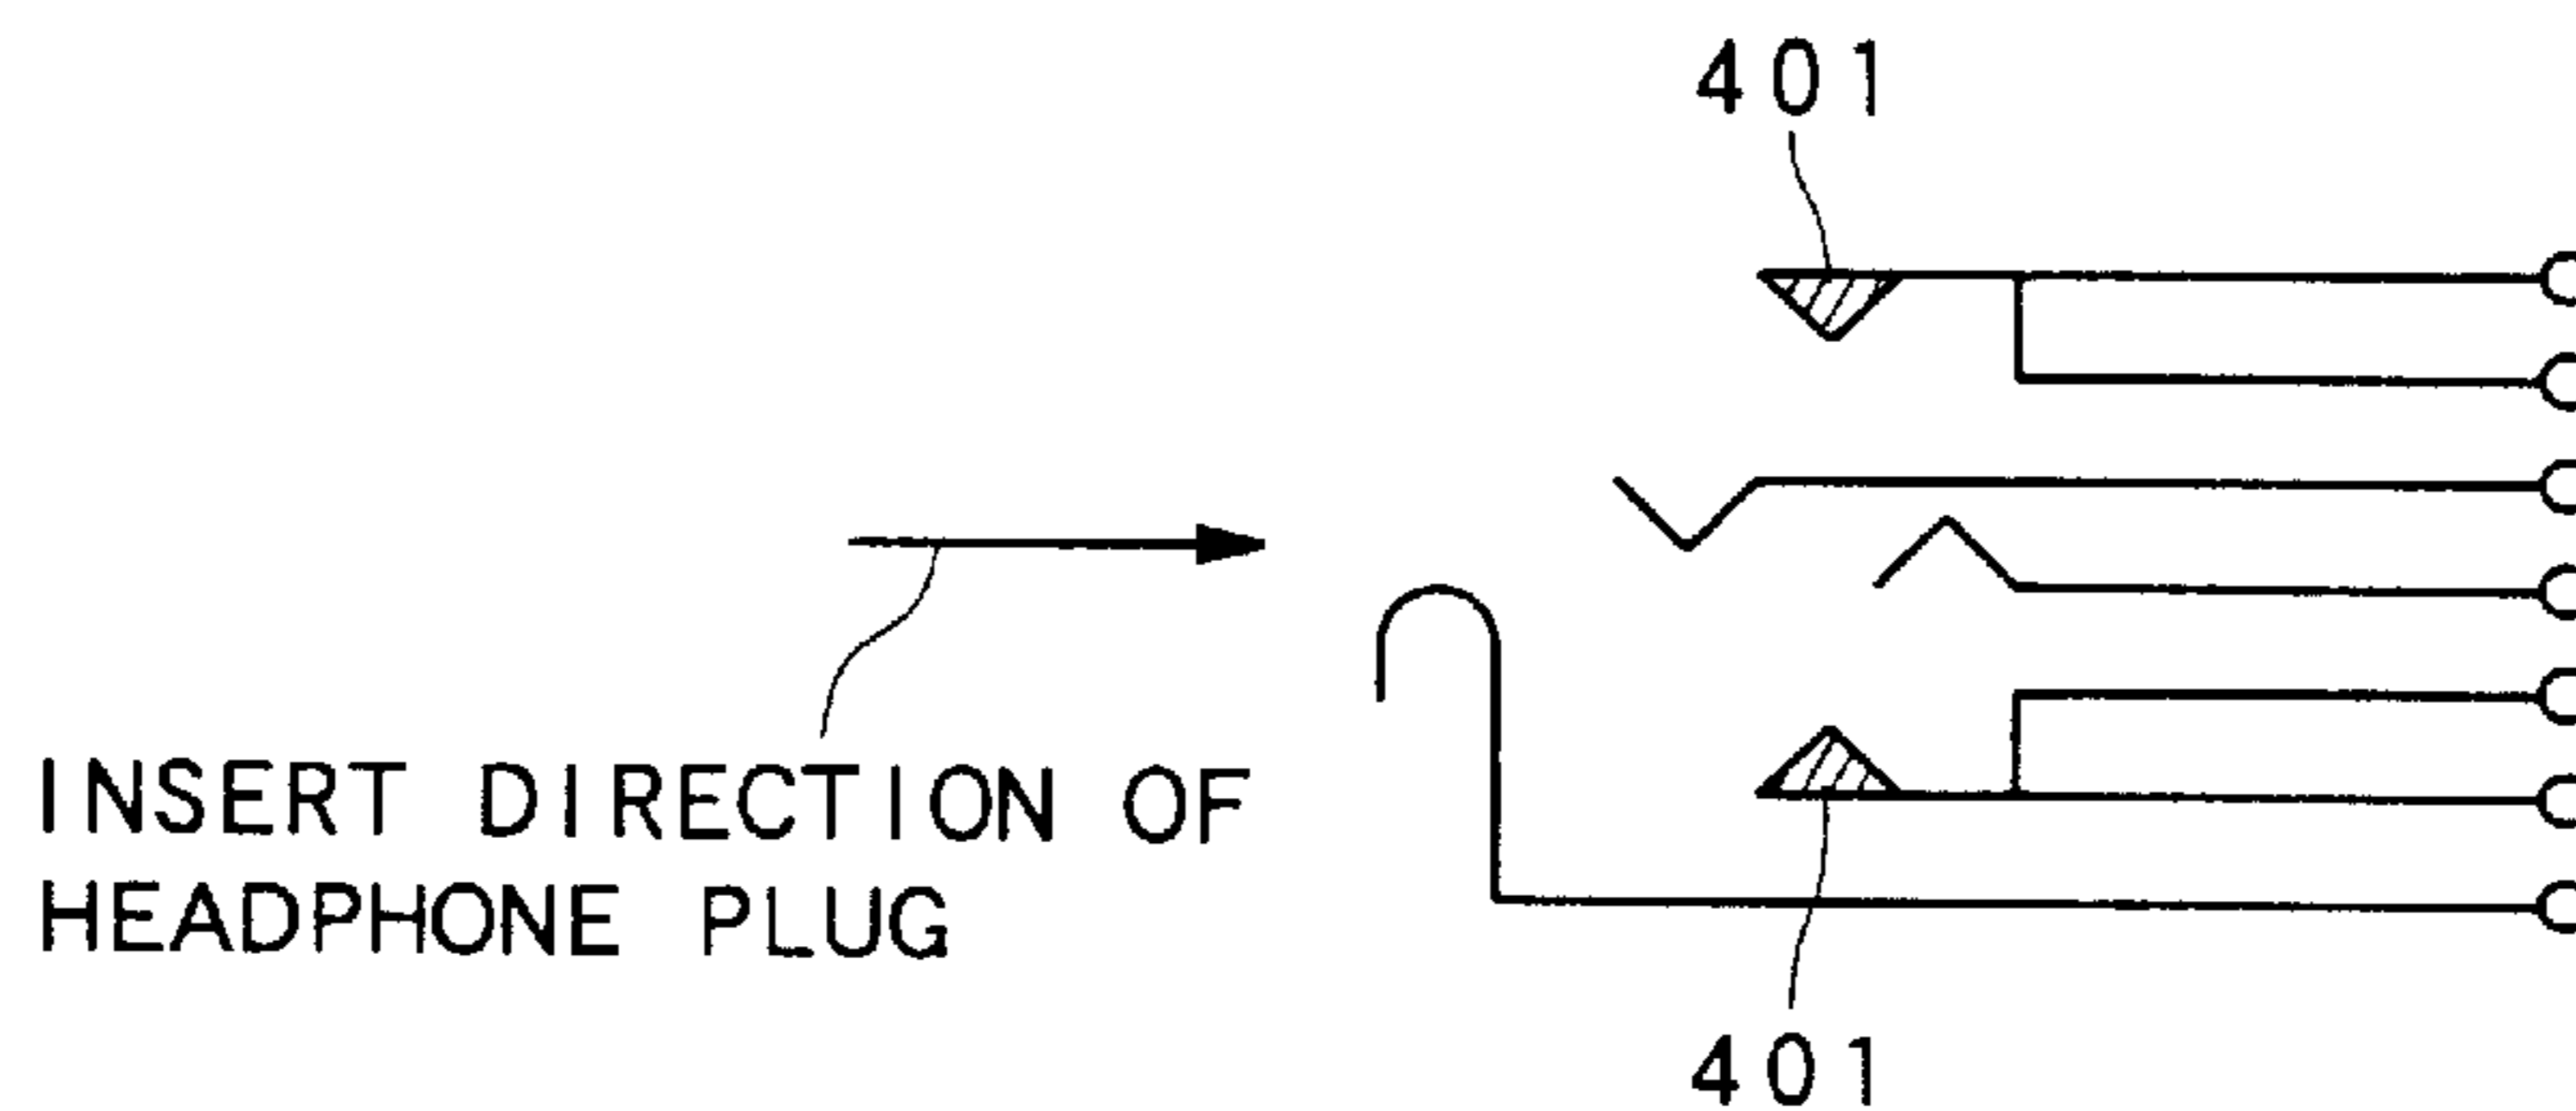 401
INSERT DIRECTION OF
HEADPHONE PLUG
401